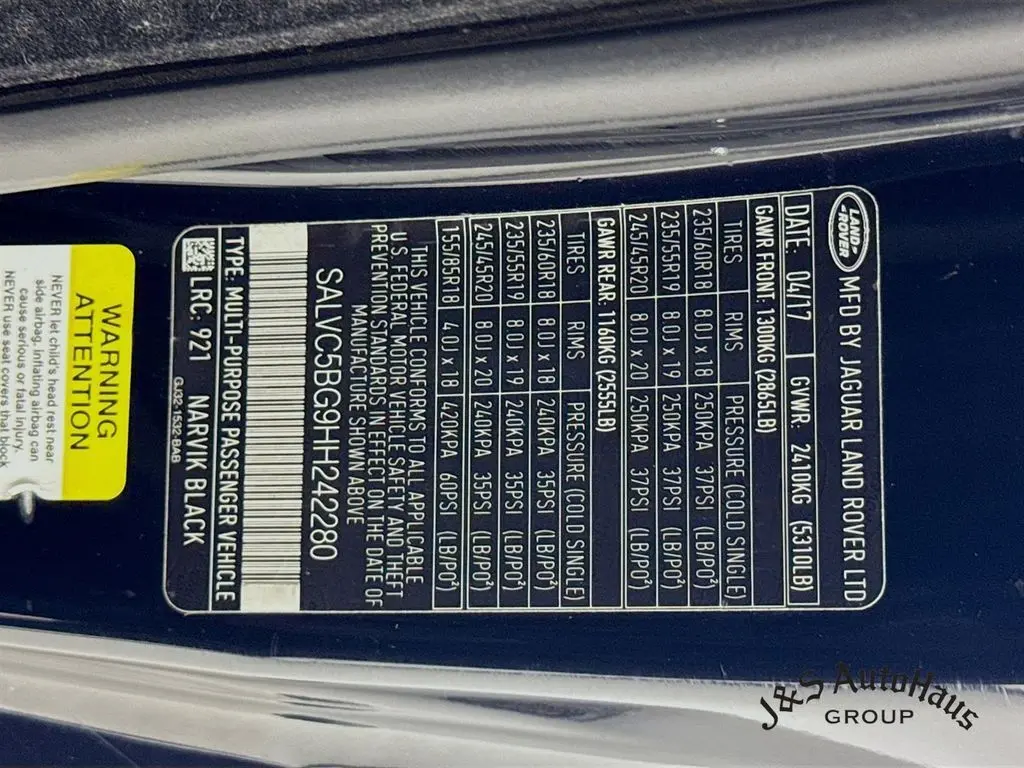 LAND-
ROVER
MFD BY JAGUAR LAND ROVER LTD
DATE: 04/17 GVWR: 2410KG (5310LB)
GAWR FRONT: 1300KG (2865LB)
TIRES RIMS PRESSURE (COLD SINGLE)
235/60R18 8.0J x 18 250KPA 37PSI (LB/PO²)
235/55R19 8.0J x 19 250KPA 37PSI (LB/PO²)
245/45R20 8.0J x 20 250KPA 37PSI (LB/PO²)
GAWR REAR: 1160KG (2555LB)
TIRES RIMS PRESSURE (COLD SINGLE)
235/60R18 8.0J x 18 240KPA 35PSI (LB/PO²)
235/55R19 8.0J x 19 240KPA 35PSI (LB/PO²)
245/45R20 8.0J x 20 240KPA 35PSI (LB/PO²)
155/85R18 4.0J x 18 420KPA 60PSI (LB/PO²)
THIS VEHICLE CONFORMS TO ALL APPLICABLE
U.S. FEDERAL MOTOR VEHICLE SAFETY AND THEFT
PREVENTION STANDARDS IN EFFECT ON THE DATE OF
MANUFACTURE SHOWN ABOVE
SALVC5BG9HH242280
TYPE: MULTI-PURPOSE PASSENGER VEHICLE
LRC: 921 NARVIK BLACK
GJ32-1532-BAB
WARNING
ATTENTION
NEVER let child's head rest near
side airbag, inflating airbag can
cause serious or fatal injury.
NEVER use seat covers that block
J&S AutoHaus
GROUP